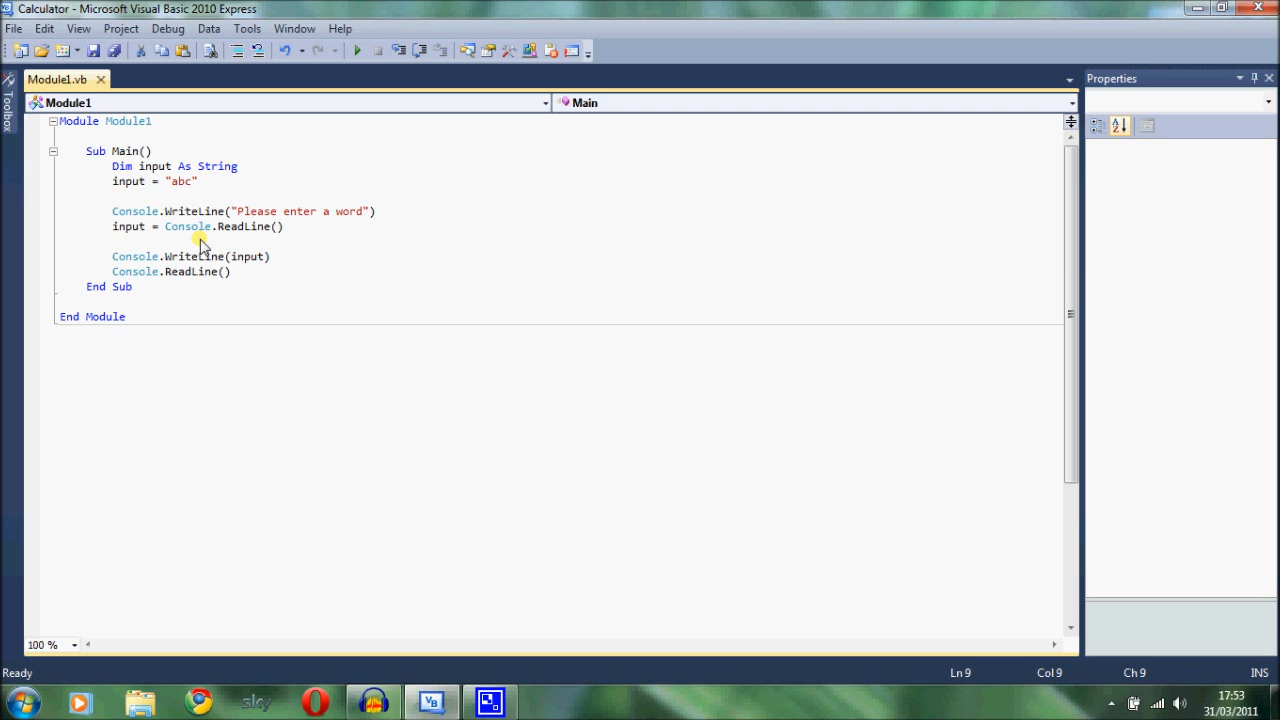 Calculator - Microsoft Visual Basic 2010 Express
File Edit View Project Debug Data Tools Window Help
Module1.vb
Properties
Toolbox
Module1 Main
Module Module1
Sub Main()
Dim input As String
input = "abc"
Console.WriteLine("Please enter a word")
input = Console.ReadLine()
Console.WriteLine(input)
Console.ReadLine()
End Sub
End Module
100 %
Ready Ln 9 Col 9 Ch 9 INS
sky VB 17:53
31/03/2011